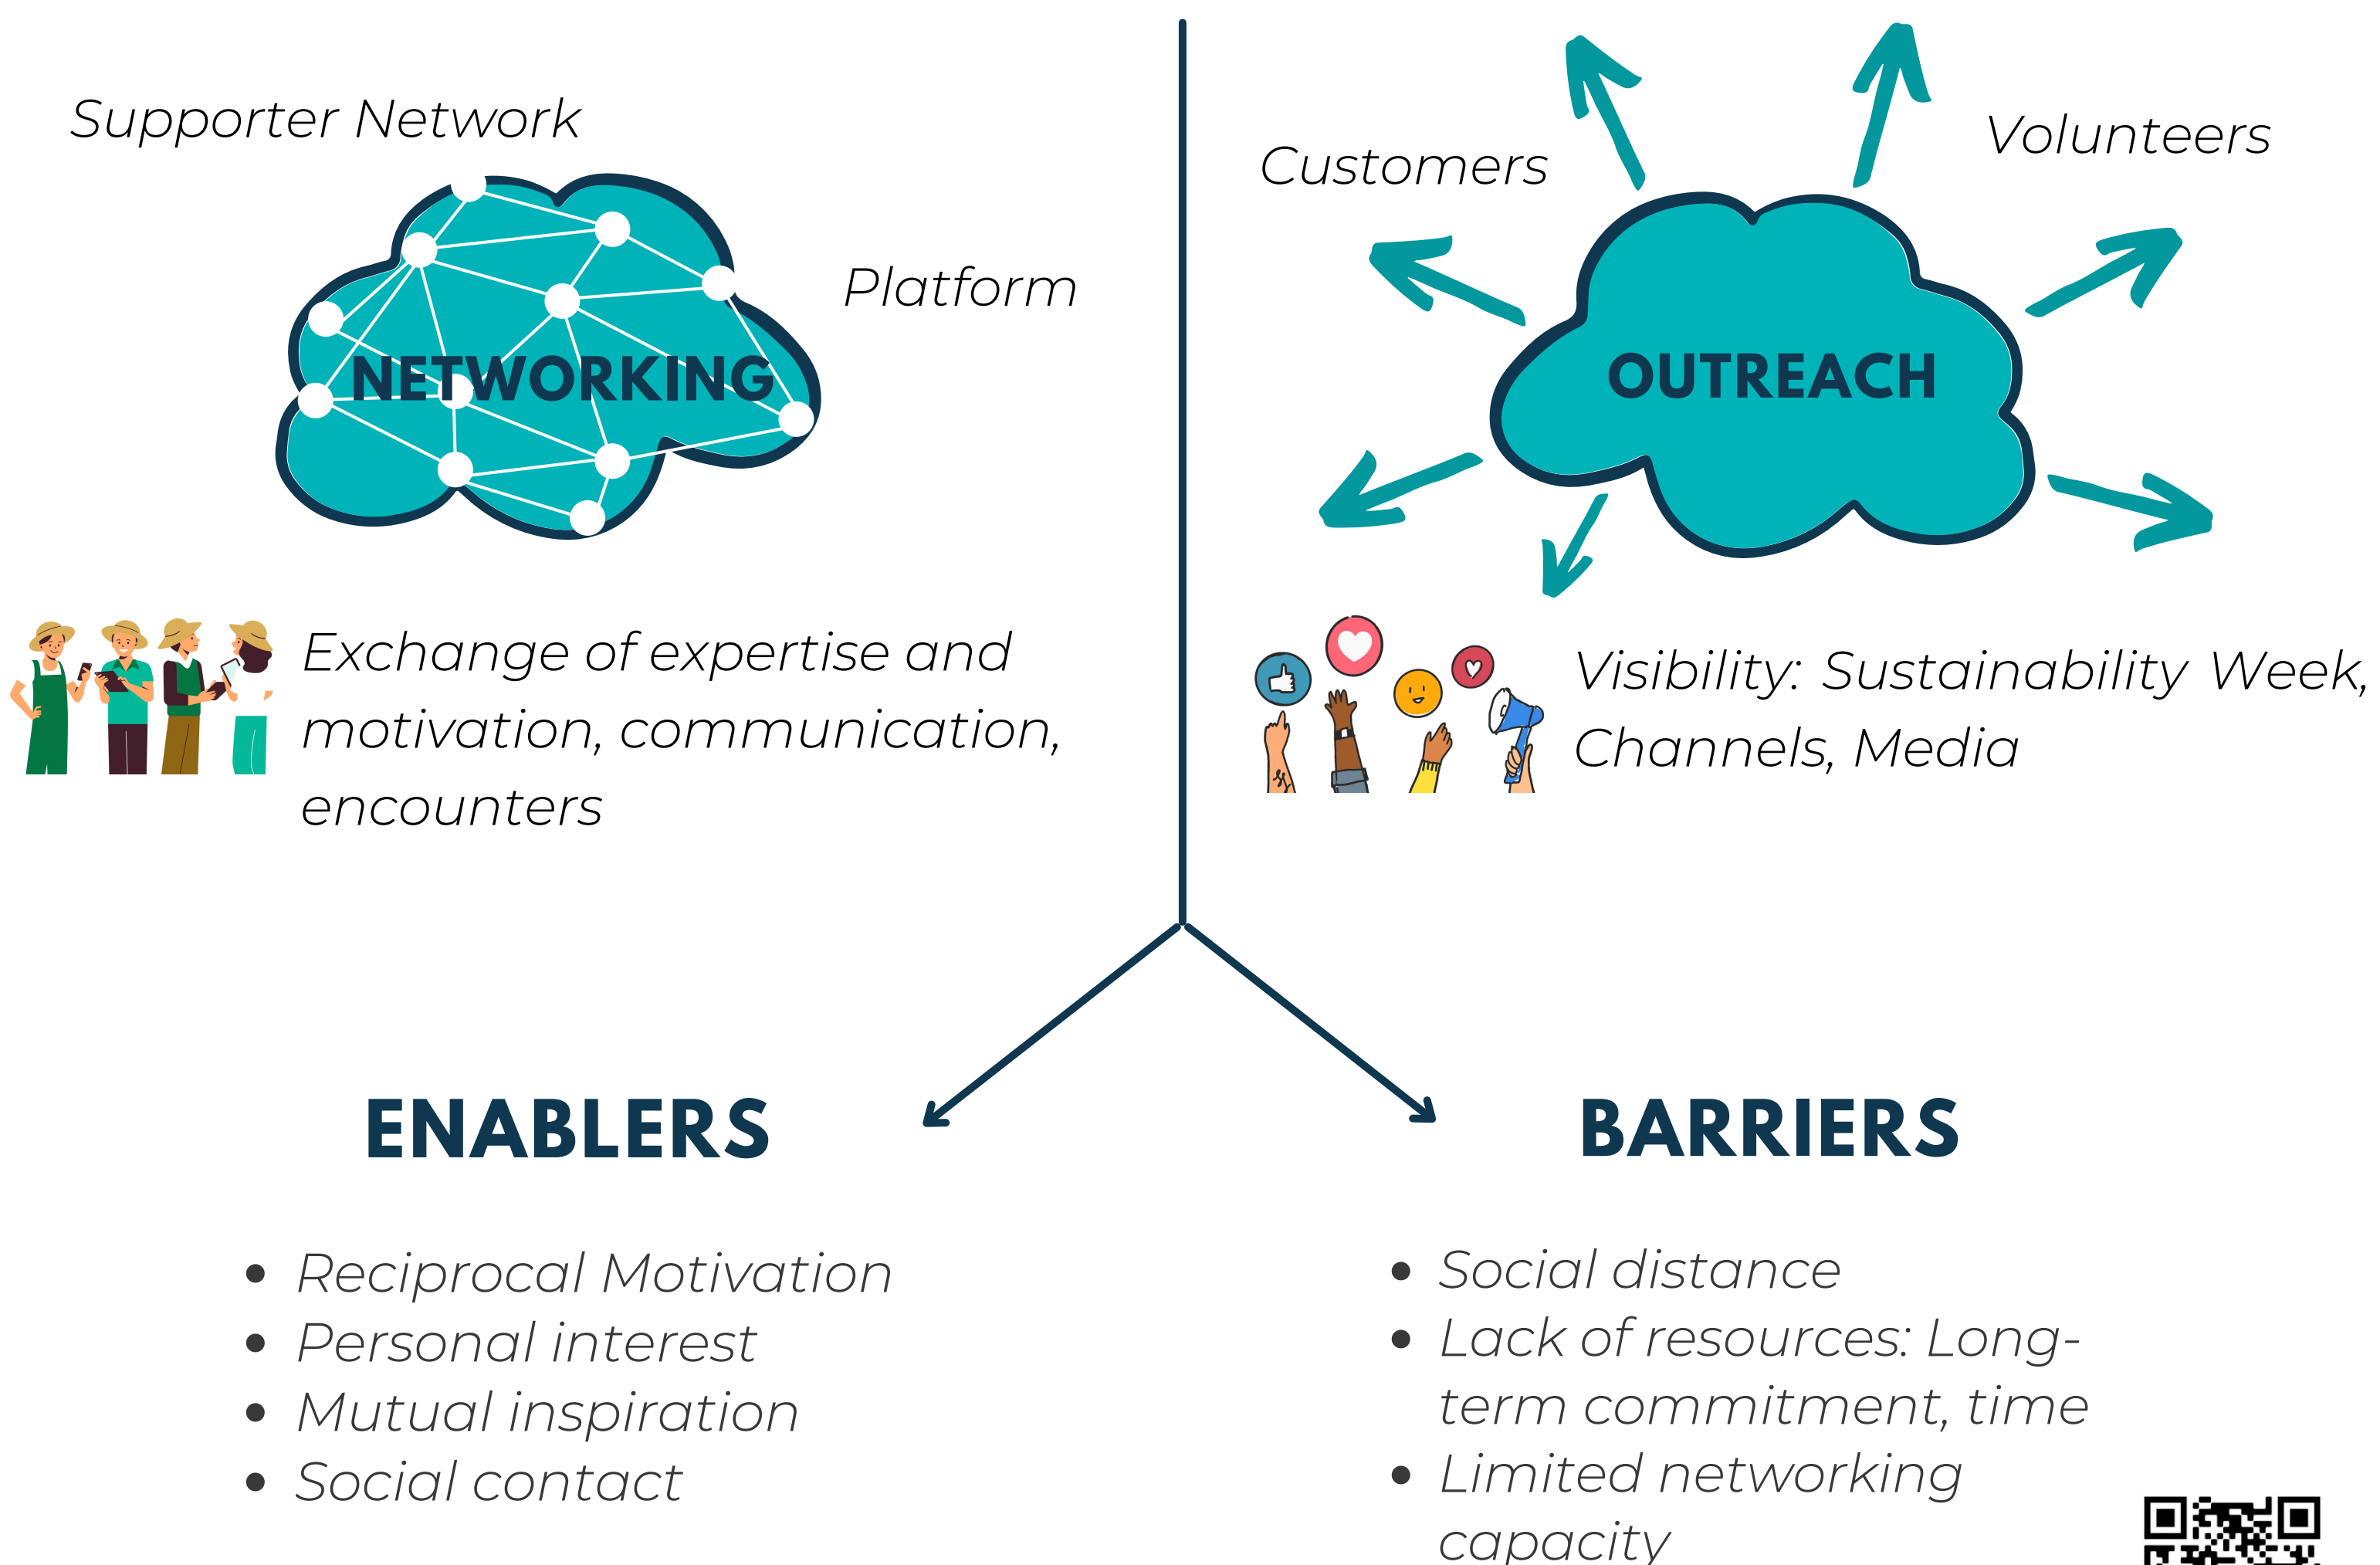 Supporter Network
Platform
NETWORKING
Exchange of expertise and
motivation, communication,
encounters
Customers
Volunteers
OUTREACH
Visibility: Sustainability Week,
Channels, Media
ENABLERS
• Reciprocal Motivation
• Personal interest
• Mutual inspiration
• Social contact
BARRIERS
• Social distance
• Lack of resources: Long-
term commitment, time
• Limited networking
capacity